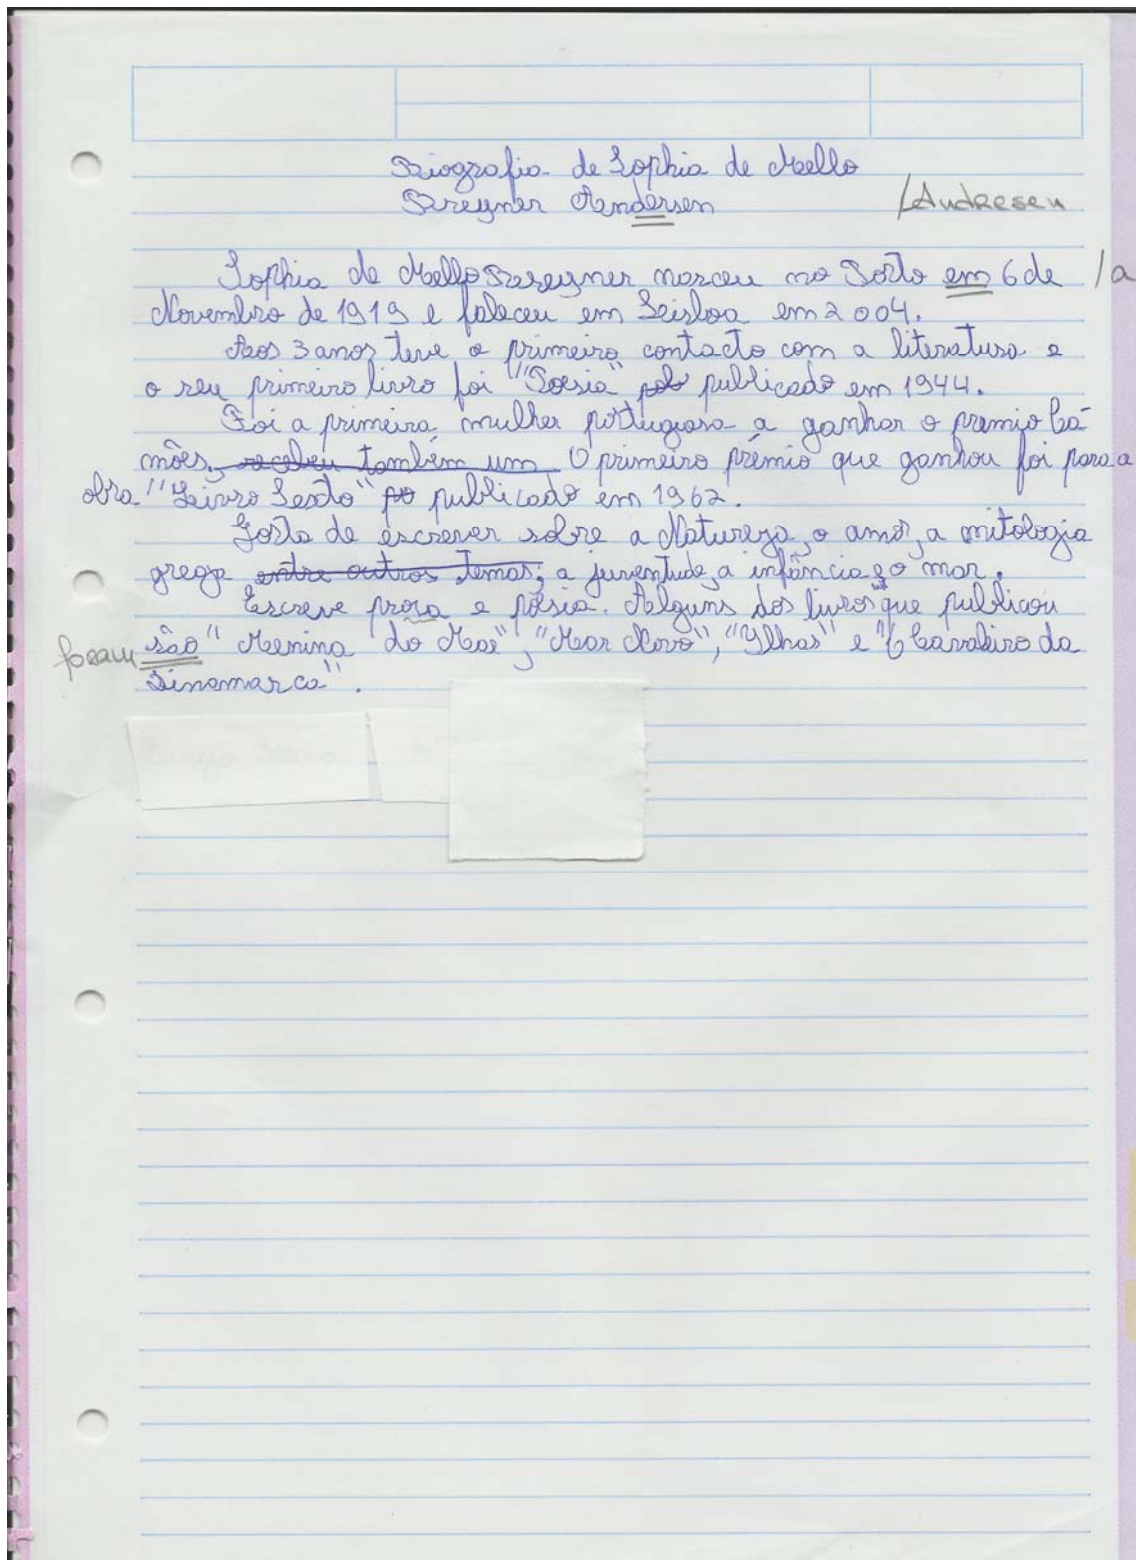 Biografia de Sophia de Mello
Breyner Andersen /Andresen
Sophia de Mello Breeyner nasceu no Porto em 6 de /a
Novembro de 1919 e faleceu em Lisboa em 2004.
Aos 3 anos teve o primeiro contacto com a literatura e
o seu primeiro livro foi "Poesia" pob publicado em 1944.
Foi a primeira mulher portuguesa a ganhar o premio Ca-
mões, recebeu também um O primeiro prémio que ganhou foi para a
obra "Livro Sexto" po publicado em 1962.
Gosta de escrever sobre a Natureza, o amor, a mitologia
grega entre outros temas, a juventude, a infância, o mar.
Escreve prosa e poesia. Alguns dos livros que publicou
foram são "Menina do Mar", "Mar Novo", "Ilhas" e "O Cavaleiro da
Dinamarca".